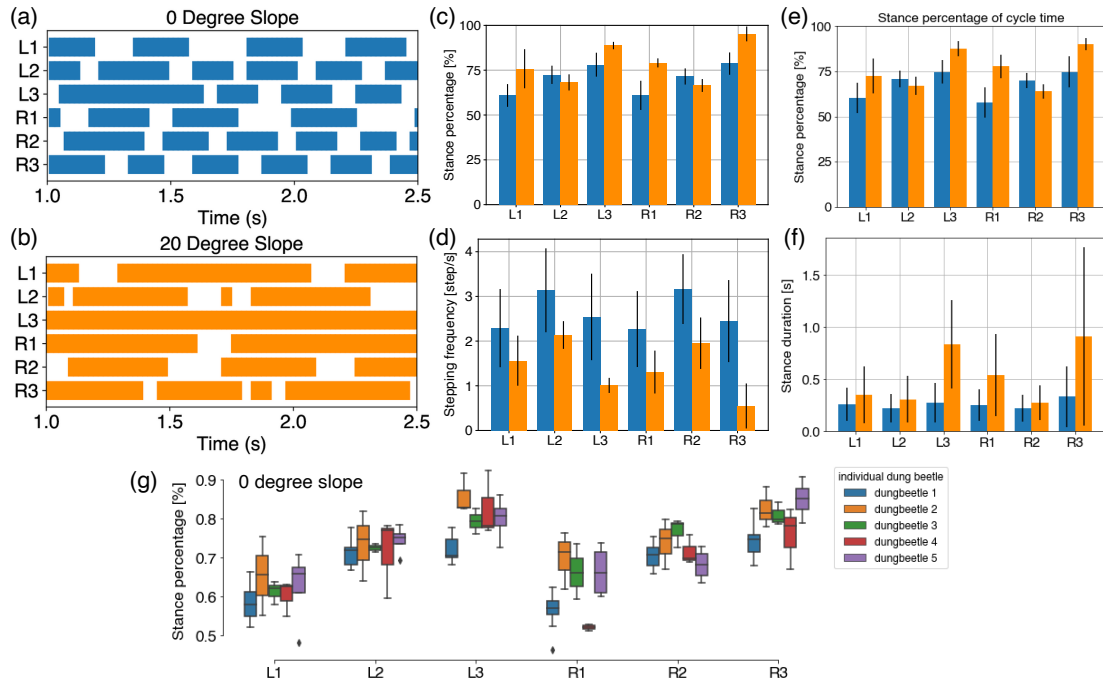 (a)
0 Degree Slope
L1
L2
L3
R1
R2
R3
1.0
1.5
2.0
2.5
Time (s)
(b)
20 Degree Slope
L1
L2
L3
R1
R2
R3
1.0
1.5
2.0
2.5
Time (s)
(c)
Stance percentage [%]
100
75
50
25
0
L1
L2
L3
R1
R2
R3
(d)
Stepping frequency [step/s]
4
3
2
1
0
L1
L2
L3
R1
R2
R3
(e)
Stance percentage of cycle time
Stance percentage [%]
100
75
50
25
0
L1
L2
L3
R1
R2
R3
(f)
Stance duration [s]
1.5
1.0
0.5
0.0
L1
L2
L3
R1
R2
R3
(g)
0 degree slope
Stance percentage [%]
0.9
0.8
0.7
0.6
0.5
L1
L2
L3
R1
R2
R3
individual dung beetle
dungbeetle 1
dungbeetle 2
dungbeetle 3
dungbeetle 4
dungbeetle 5